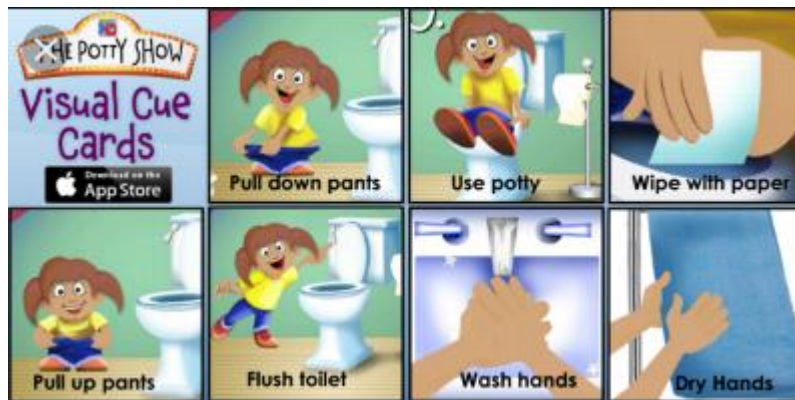 THE POTTY SHOW
Visual Cue
Cards
Download on the
App Store
Pull down pants
Use potty
Wipe with paper
Pull up pants
Flush toilet
Wash hands
Dry Hands